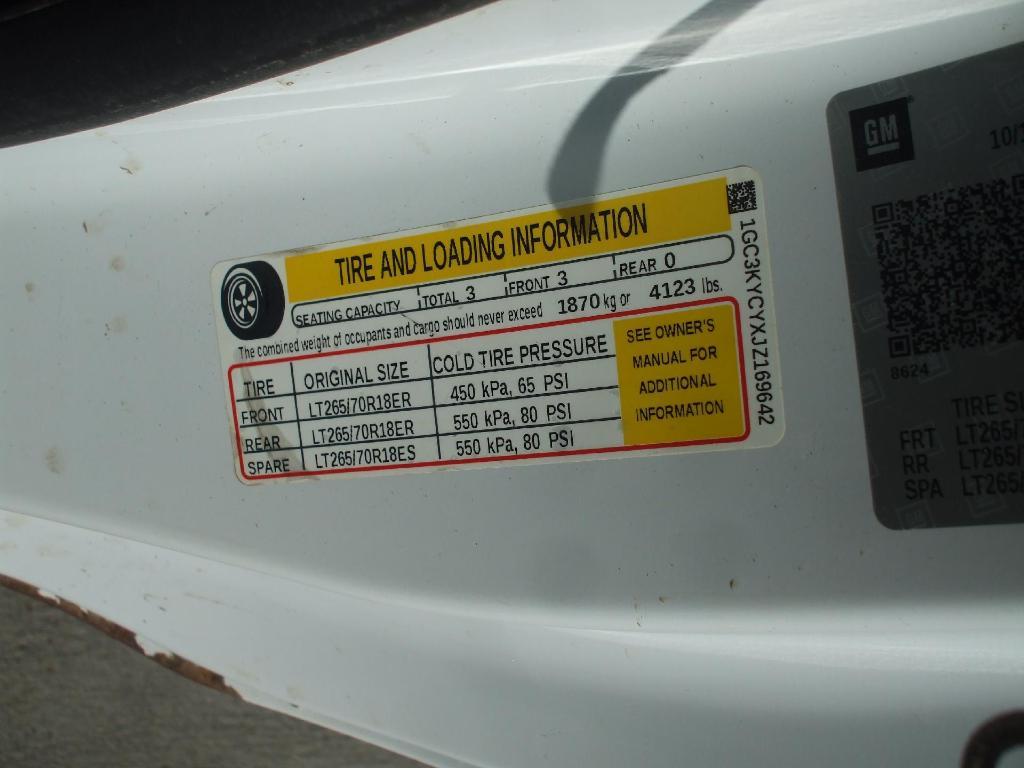 TIRE AND LOADING INFORMATION
SEATING CAPACITY TOTAL 3 FRONT 3 REAR 0
The combined weight of occupants and cargo should never exceed 1870 kg or 4123 lbs.
TIRE ORIGINAL SIZE COLD TIRE PRESSURE
FRONT LT265/70R18ER 450 kPa, 65 PSI
REAR LT265/70R18ER 550 kPa, 80 PSI
SPARE LT265/70R18ES 550 kPa, 80 PSI
SEE OWNER'S
MANUAL FOR
ADDITIONAL
INFORMATION
1GC3KYCYXJZ169642
GM
10/
8624
TIRE SI
FRT LT265/
RR LT265/
SPA LT265/